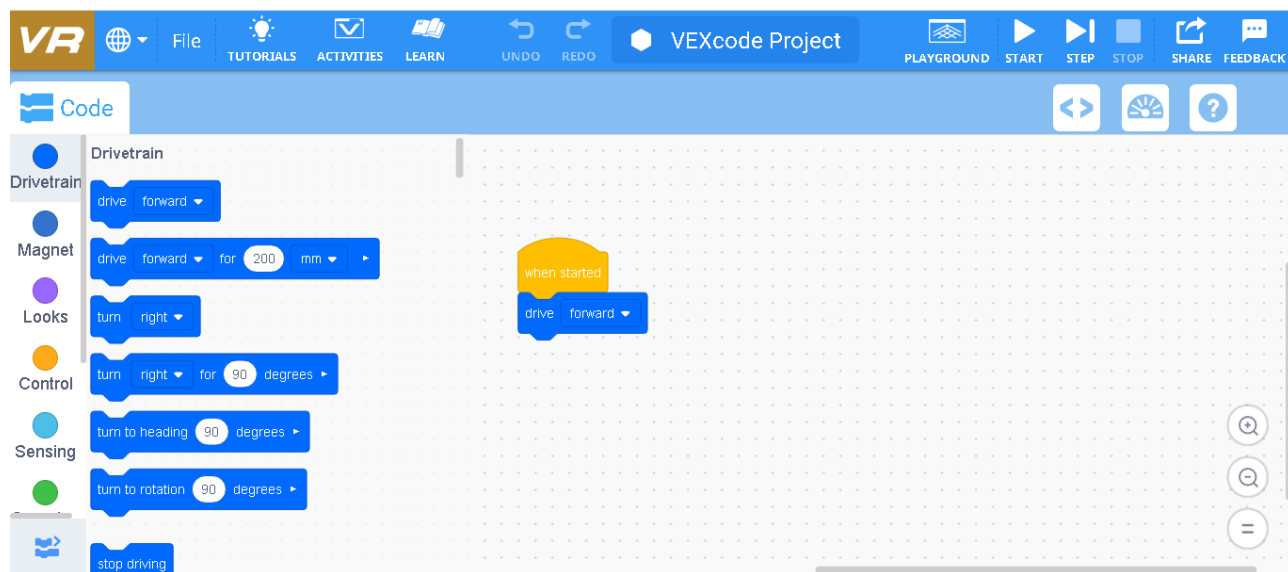 VR File TUTORIALS ACTIVITIES LEARN UNDO REDO VEXcode Project PLAYGROUND START STEP STOP SHARE FEEDBACK
Code
Drivetrain
Magnet
Looks
Control
Sensing
Drivetrain
drive forward
drive forward for 200 mm
turn right
turn right for 90 degrees
turn to heading 90 degrees
turn to rotation 90 degrees
stop driving
when started
drive forward